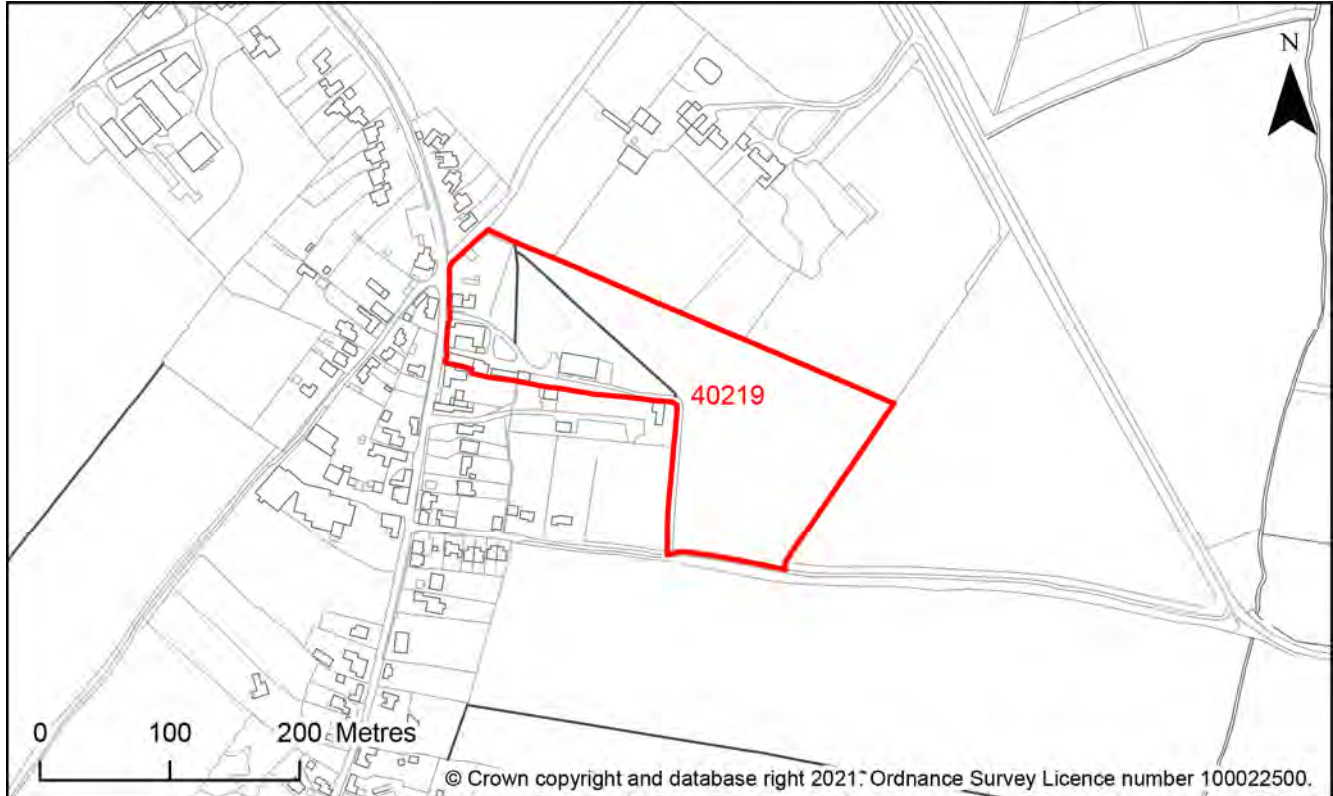 N
40219
0 100 200 Metres
© Crown copyright and database right 2021. Ordnance Survey Licence number 100022500.